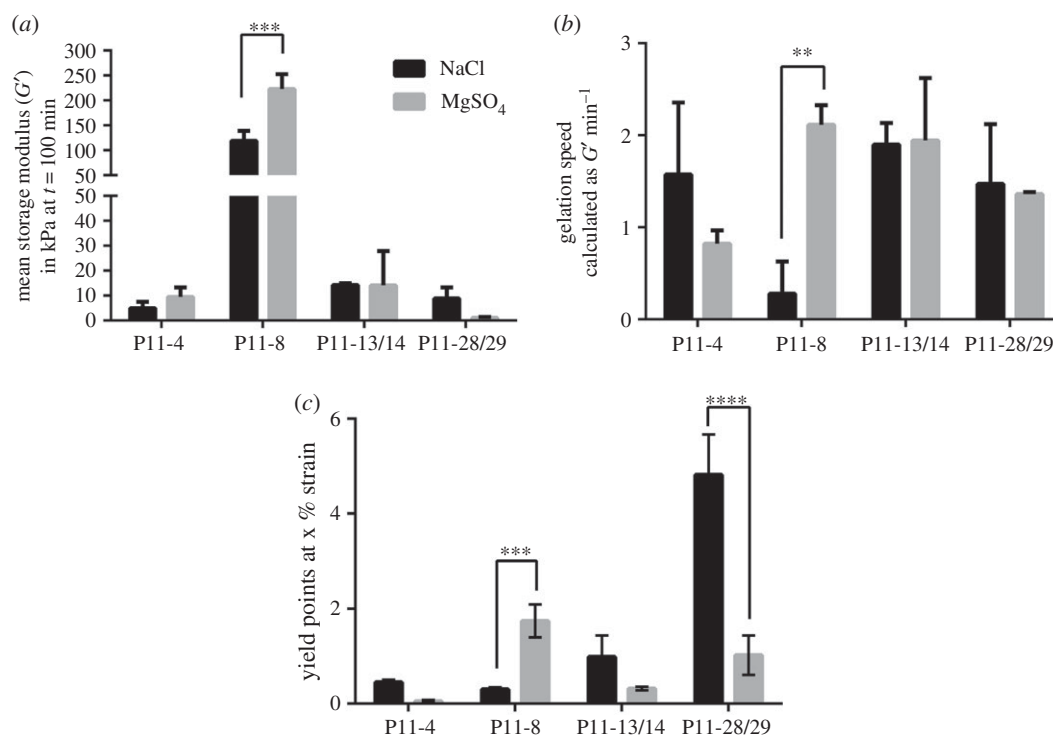 (a)
mean storage modulus (G′)
in kPa at t = 100 min
300
250
200
150
100
50
50
40
30
20
10
0
***
NaCl
MgSO₄
P11-4 P11-8 P11-13/14 P11-28/29
(b)
gelation speed
calculated as G′ min⁻¹
3
2
1
0
**
P11-4 P11-8 P11-13/14 P11-28/29
(c)
yield points at x % strain
6
4
2
0
***
****
P11-4 P11-8 P11-13/14 P11-28/29